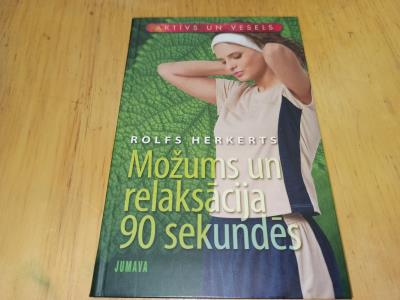 AKTĪVS UN VESELS
ROLFS HERKERTS
Možums un
relaksācija
90 sekundēs
JUMAVA